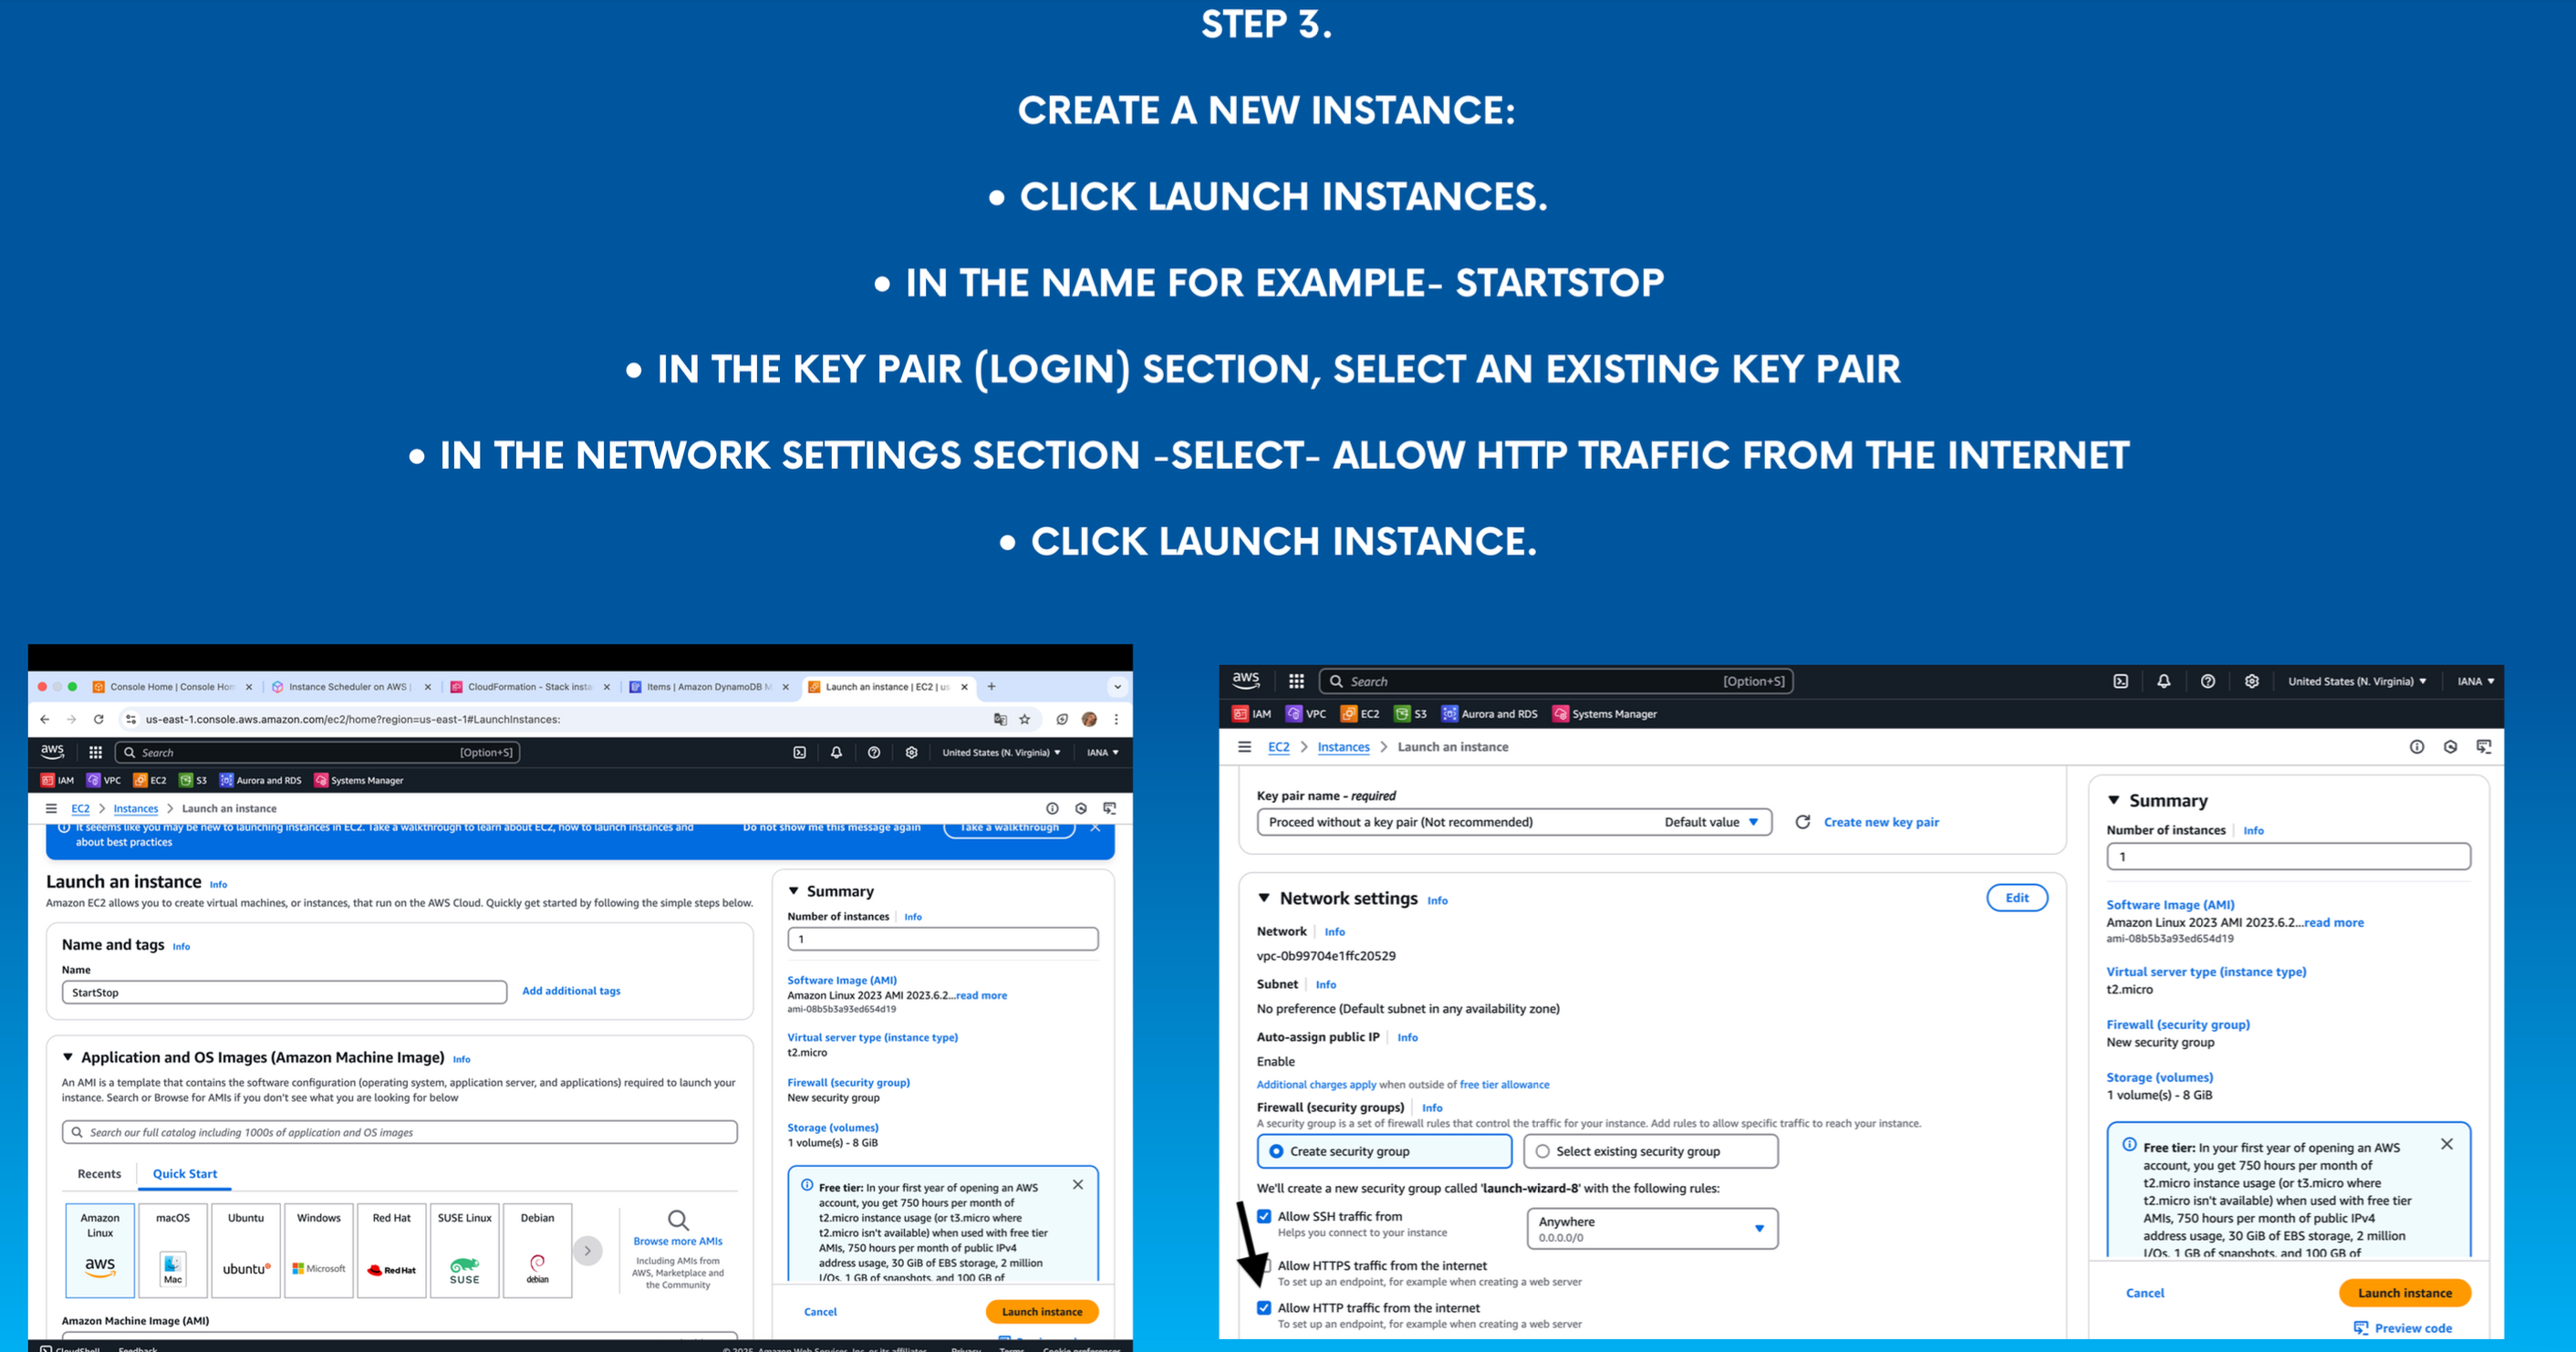 STEP 3.
CREATE A NEW INSTANCE:
• CLICK LAUNCH INSTANCES.
• IN THE NAME FOR EXAMPLE- STARTSTOP
• IN THE KEY PAIR (LOGIN) SECTION, SELECT AN EXISTING KEY PAIR
• IN THE NETWORK SETTINGS SECTION -SELECT- ALLOW HTTP TRAFFIC FROM THE INTERNET
• CLICK LAUNCH INSTANCE.
Console Home | Console Hom
Instance Scheduler on AWS |
CloudFormation - Stack insta
Items | Amazon DynamoDB M
Launch an instance | EC2 | us
us-east-1.console.aws.amazon.com/ec2/home?region=us-east-1#LaunchInstances:
aws
Search
[Option+S]
United States (N. Virginia)
IANA
IAM
VPC
EC2
S3
Aurora and RDS
Systems Manager
EC2 > Instances > Launch an instance
It seeems like you may be new to launching instances in EC2. Take a walkthrough to learn about EC2, how to launch instances and
about best practices
Do not show me this message again
Take a walkthrough
Launch an instance Info
Amazon EC2 allows you to create virtual machines, or instances, that run on the AWS Cloud. Quickly get started by following the simple steps below.
Name and tags Info
Name
StartStop
Add additional tags
Application and OS Images (Amazon Machine Image) Info
An AMI is a template that contains the software configuration (operating system, application server, and applications) required to launch your
instance. Search or Browse for AMIs if you don't see what you are looking for below
Search our full catalog including 1000s of application and OS images
Recents
Quick Start
Amazon
Linux
aws
macOS
Mac
Ubuntu
ubuntu
Windows
Microsoft
Red Hat
RedHat
SUSE Linux
SUSE
Debian
debian
Browse more AMIs
Including AMIs from
AWS, Marketplace and
the Community
Amazon Machine Image (AMI)
Summary
Number of instances Info
1
Software Image (AMI)
Amazon Linux 2023 AMI 2023.6.2...read more
ami-08b5b3a93ed654d19
Virtual server type (instance type)
t2.micro
Firewall (security group)
New security group
Storage (volumes)
1 volume(s) - 8 GiB
Free tier: In your first year of opening an AWS
account, you get 750 hours per month of
t2.micro instance usage (or t3.micro where
t2.micro isn't available) when used with free tier
AMIs, 750 hours per month of public IPv4
address usage, 30 GiB of EBS storage, 2 million
I/Os, 1 GB of snapshots, and 100 GB of
Cancel
Launch instance
CloudShell
Feedback
© 2025, Amazon Web Services, Inc. or its affiliates.
Privacy
Terms
Cookie preferences
aws
Search
[Option+S]
United States (N. Virginia)
IANA
IAM
VPC
EC2
S3
Aurora and RDS
Systems Manager
EC2 > Instances > Launch an instance
Key pair name - required
Proceed without a key pair (Not recommended)
Default value
Create new key pair
Network settings Info
Edit
Network Info
vpc-0b99704e1ffc20529
Subnet Info
No preference (Default subnet in any availability zone)
Auto-assign public IP Info
Enable
Additional charges apply when outside of free tier allowance
Firewall (security groups) Info
A security group is a set of firewall rules that control the traffic for your instance. Add rules to allow specific traffic to reach your instance.
Create security group
Select existing security group
We'll create a new security group called 'launch-wizard-8' with the following rules:
Allow SSH traffic from
Helps you connect to your instance
Anywhere
0.0.0.0/0
Allow HTTPS traffic from the internet
To set up an endpoint, for example when creating a web server
Allow HTTP traffic from the internet
To set up an endpoint, for example when creating a web server
Summary
Number of instances Info
1
Software Image (AMI)
Amazon Linux 2023 AMI 2023.6.2...read more
ami-08b5b3a93ed654d19
Virtual server type (instance type)
t2.micro
Firewall (security group)
New security group
Storage (volumes)
1 volume(s) - 8 GiB
Free tier: In your first year of opening an AWS
account, you get 750 hours per month of
t2.micro instance usage (or t3.micro where
t2.micro isn't available) when used with free tier
AMIs, 750 hours per month of public IPv4
address usage, 30 GiB of EBS storage, 2 million
I/Os, 1 GB of snapshots, and 100 GB of
Cancel
Launch instance
Preview code